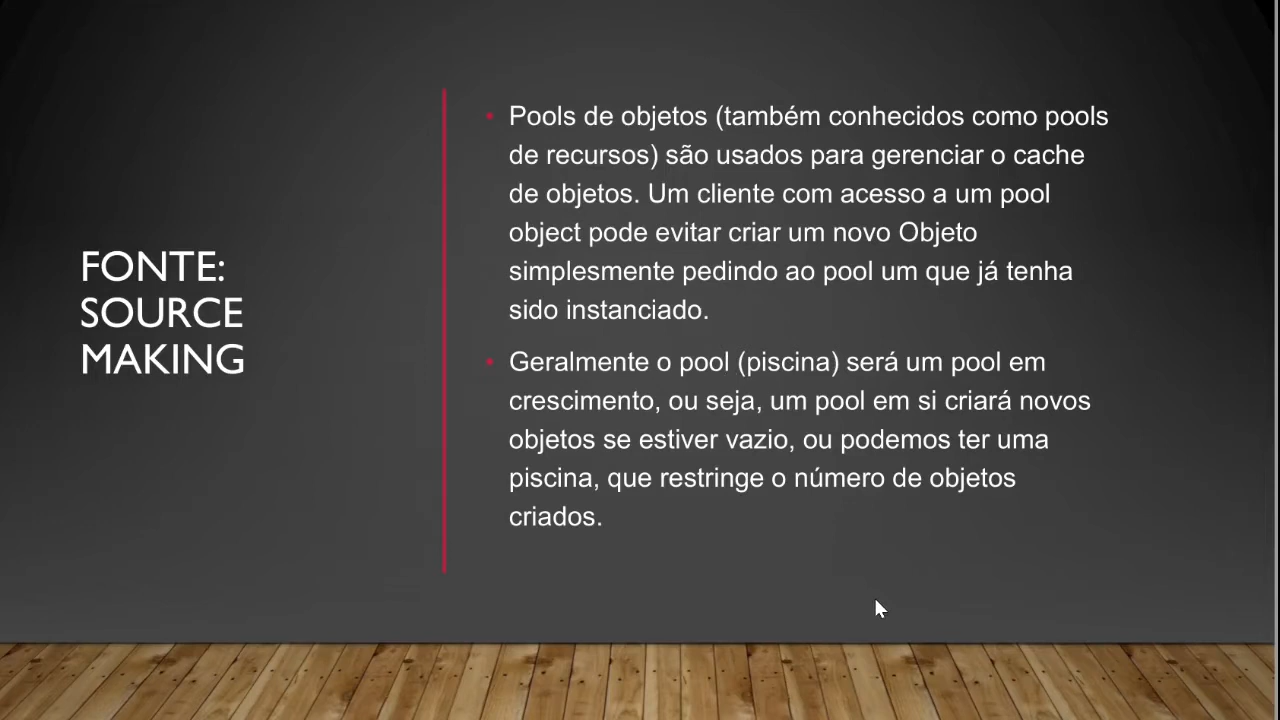 FONTE:
SOURCE
MAKING
• Pools de objetos (também conhecidos como pools
de recursos) são usados para gerenciar o cache
de objetos. Um cliente com acesso a um pool
object pode evitar criar um novo Objeto
simplesmente pedindo ao pool um que já tenha
sido instanciado.
• Geralmente o pool (piscina) será um pool em
crescimento, ou seja, um pool em si criará novos
objetos se estiver vazio, ou podemos ter uma
piscina, que restringe o número de objetos
criados.